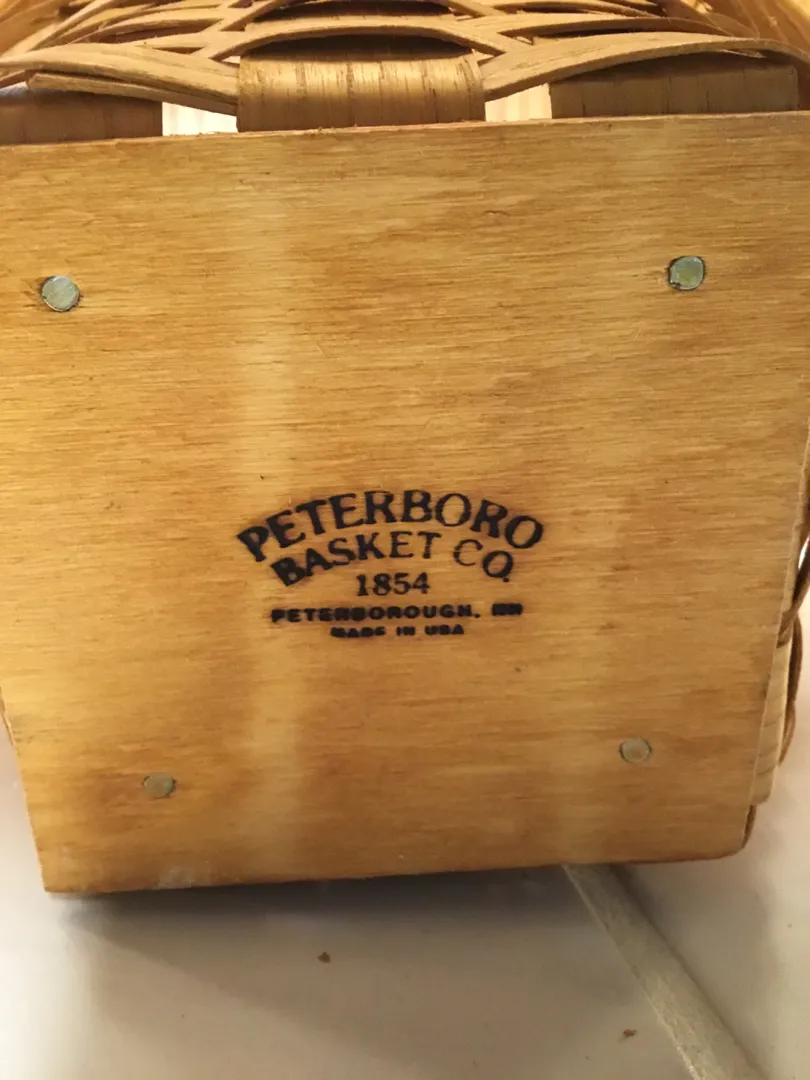 PETERBORO
BASKET CO.
1854
PETERBOROUGH, NH
MADE IN USA